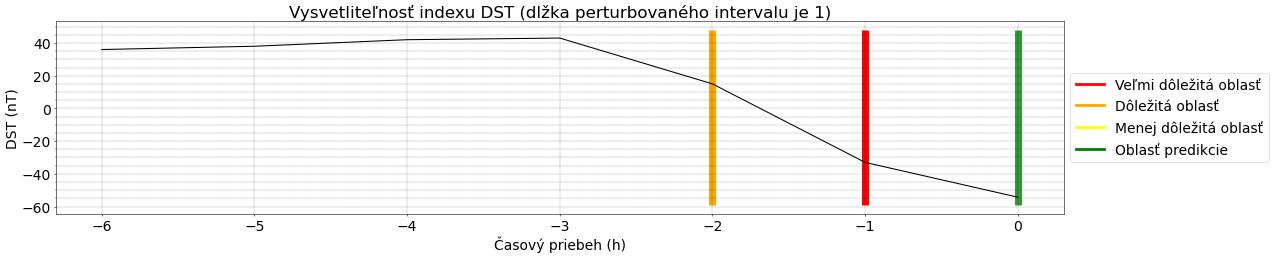 Vysvetliteľnosť indexu DST (dĺžka perturbovaného intervalu je 1)
DST (nT)
40
20
0
−20
−40
−60
−6 −5 −4 −3 −2 −1 0
Časový priebeh (h)
Veľmi dôležitá oblasť
Dôležitá oblasť
Menej dôležitá oblasť
Oblasť predikcie